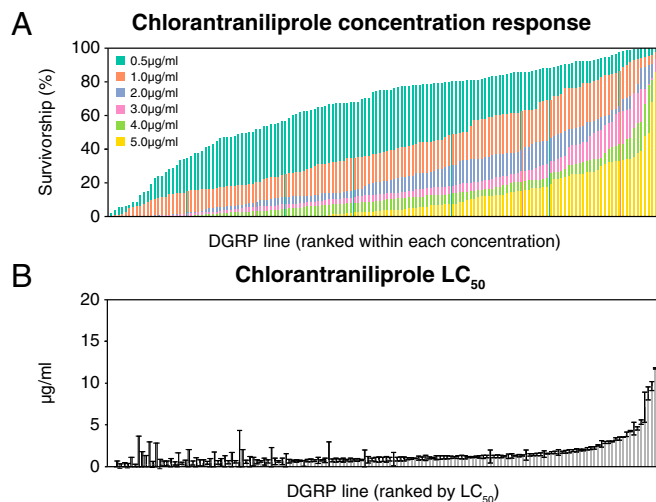 A
Chlorantraniliprole concentration response
100
80
60
40
20
0
Survivorship (%)
0.5µg/ml
1.0µg/ml
2.0µg/ml
3.0µg/ml
4.0µg/ml
5.0µg/ml
DGRP line (ranked within each concentration)
B
Chlorantraniliprole LC50
20
15
10
5
0
µg/ml
DGRP line (ranked by LC50)